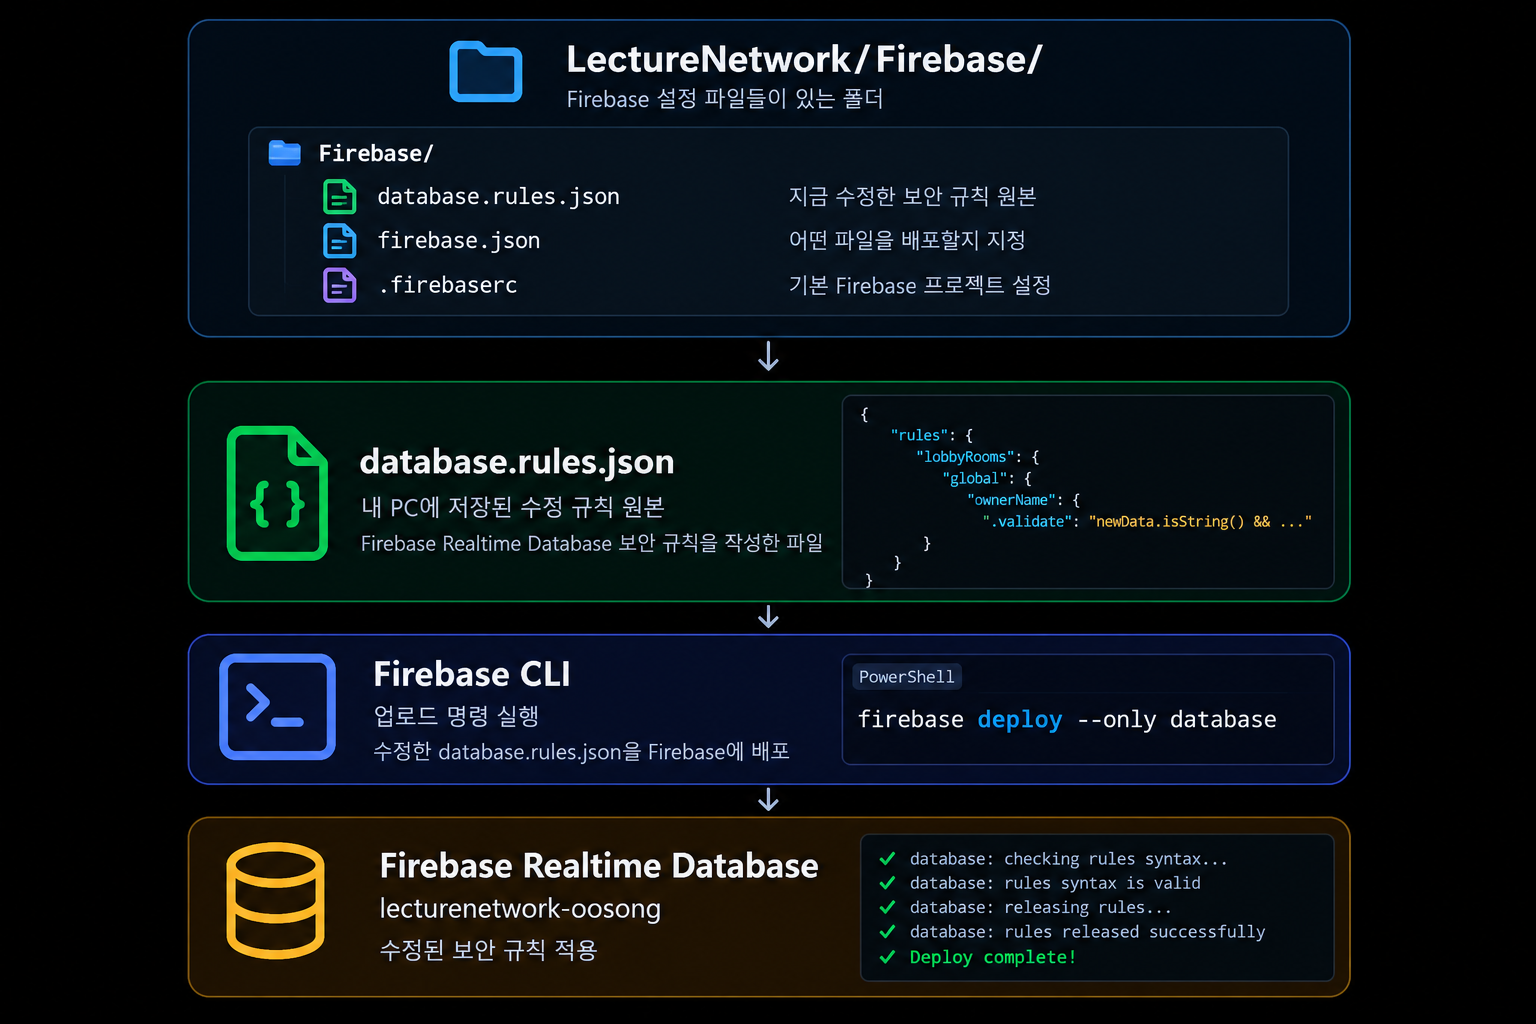 LectureNetwork/Firebase/
Firebase 설정 파일들이 있는 폴더
Firebase/
database.rules.json 지금 수정한 보안 규칙 원본
firebase.json 어떤 파일을 배포할지 지정
.firebaserc 기본 Firebase 프로젝트 설정
database.rules.json
내 PC에 저장된 수정 규칙 원본
Firebase Realtime Database 보안 규칙을 작성한 파일
{
"rules": {
"lobbyRooms": {
"global": {
"ownerName": {
".validate": "newData.isString() && ..."
}
}
}
Firebase CLI
업로드 명령 실행
수정한 database.rules.json을 Firebase에 배포
PowerShell
firebase deploy --only database
Firebase Realtime Database
lecturenetwork-oosong
수정된 보안 규칙 적용
database: checking rules syntax...
database: rules syntax is valid
database: releasing rules...
database: rules released successfully
Deploy complete!